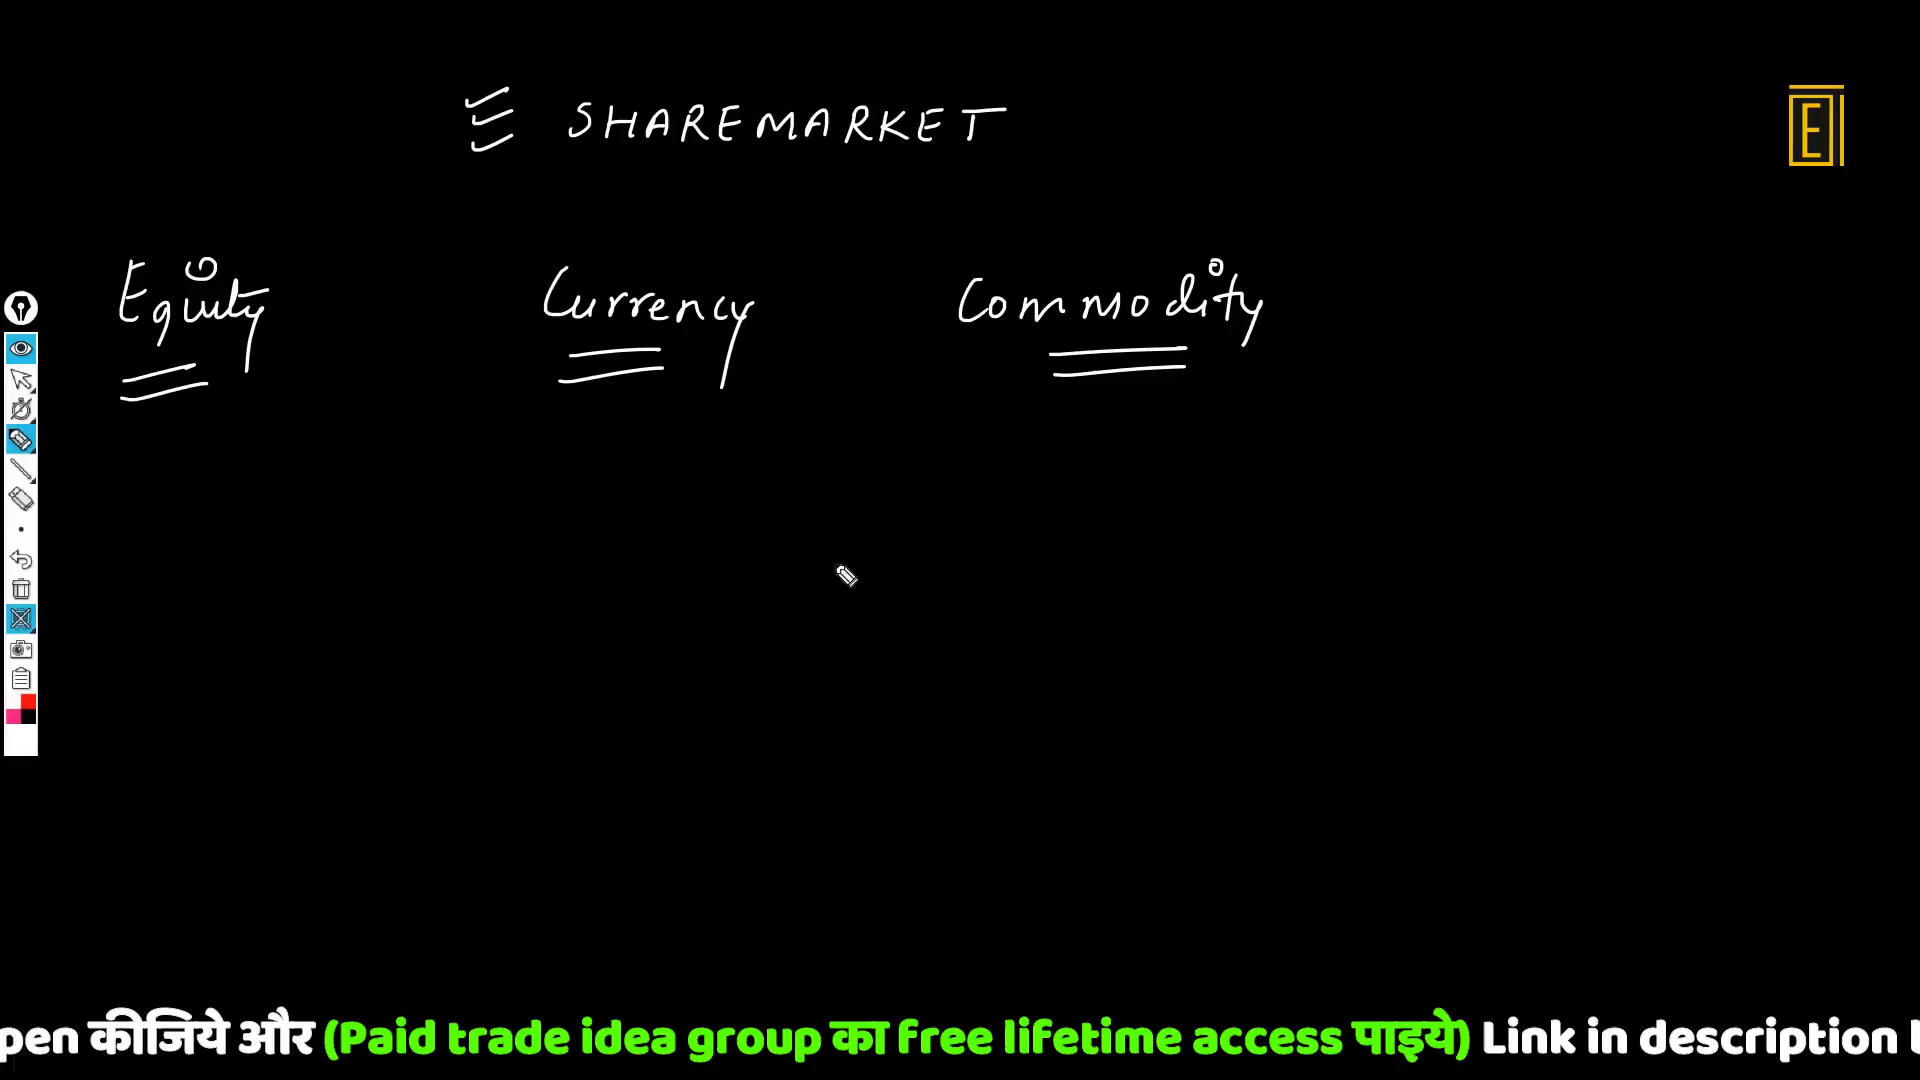 SHAREMARKET
E
Equity Currency Commodity
pen कीजिये और (Paid trade idea group का free lifetime access पाइये) Link in description